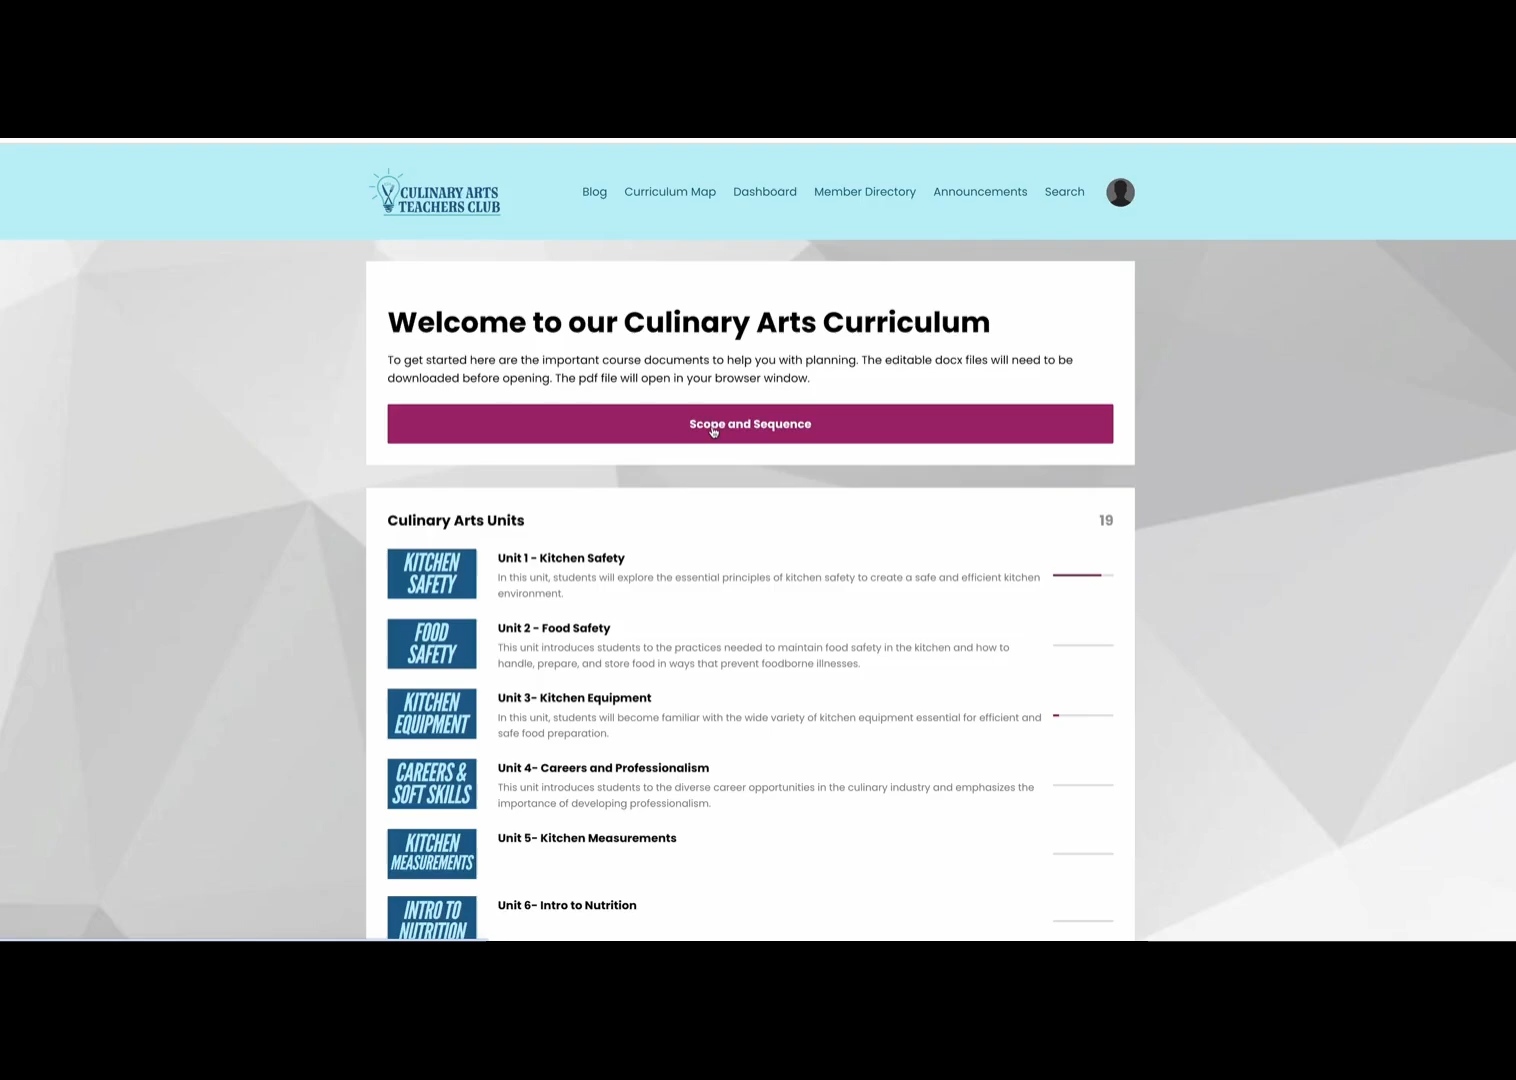 CULINARY ARTS
TEACHERS CLUB
Blog Curriculum Map Dashboard Member Directory Announcements Search
Welcome to our Culinary Arts Curriculum
To get started here are the important course documents to help you with planning. The editable docx files will need to be
downloaded before opening. The pdf file will open in your browser window.
Scope and Sequence
Culinary Arts Units 19
KITCHEN
SAFETY
Unit 1 - Kitchen Safety
In this unit, students will explore the essential principles of kitchen safety to create a safe and efficient kitchen
environment.
FOOD
SAFETY
Unit 2 - Food Safety
This unit introduces students to the practices needed to maintain food safety in the kitchen and how to
handle, prepare, and store food in ways that prevent foodborne illnesses.
KITCHEN
EQUIPMENT
Unit 3- Kitchen Equipment
In this unit, students will become familiar with the wide variety of kitchen equipment essential for efficient and
safe food preparation.
CAREERS &
SOFT SKILLS
Unit 4- Careers and Professionalism
This unit introduces students to the diverse career opportunities in the culinary industry and emphasizes the
importance of developing professionalism.
KITCHEN
MEASUREMENTS
Unit 5- Kitchen Measurements
INTRO TO
NUTRITION
Unit 6- Intro to Nutrition